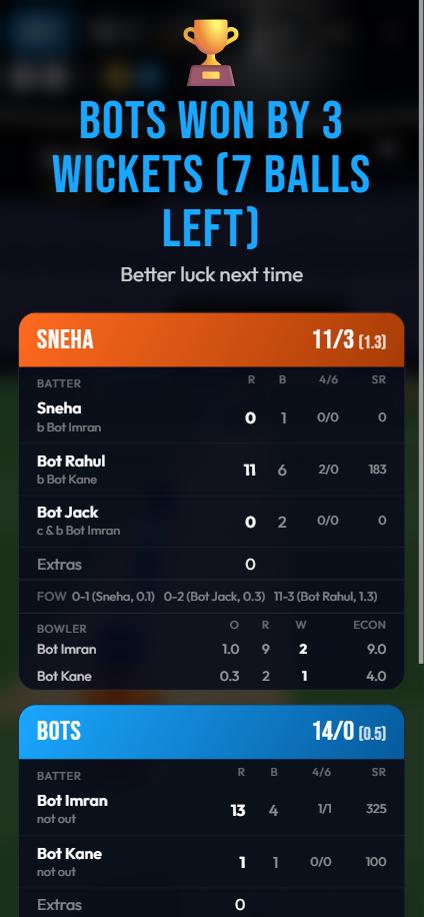 BOTS WON BY 3
WICKETS (7 BALLS
LEFT)
Better luck next time
SNEHA 11/3 (1.3)
BATTER R B 4/6 SR
Sneha 0 1 0/0 0
b Bot Imran
Bot Rahul 11 6 2/0 183
b Bot Kane
Bot Jack 0 2 0/0 0
c & b Bot Imran
Extras 0
FOW 0-1 (Sneha, 0.1) 0-2 (Bot Jack, 0.3) 11-3 (Bot Rahul, 1.3)
BOWLER O R W ECON
Bot Imran 1.0 9 2 9.0
Bot Kane 0.3 2 1 4.0
BOTS 14/0 (0.5)
BATTER R B 4/6 SR
Bot Imran 13 4 1/1 325
not out
Bot Kane 1 1 0/0 100
not out
Extras 0